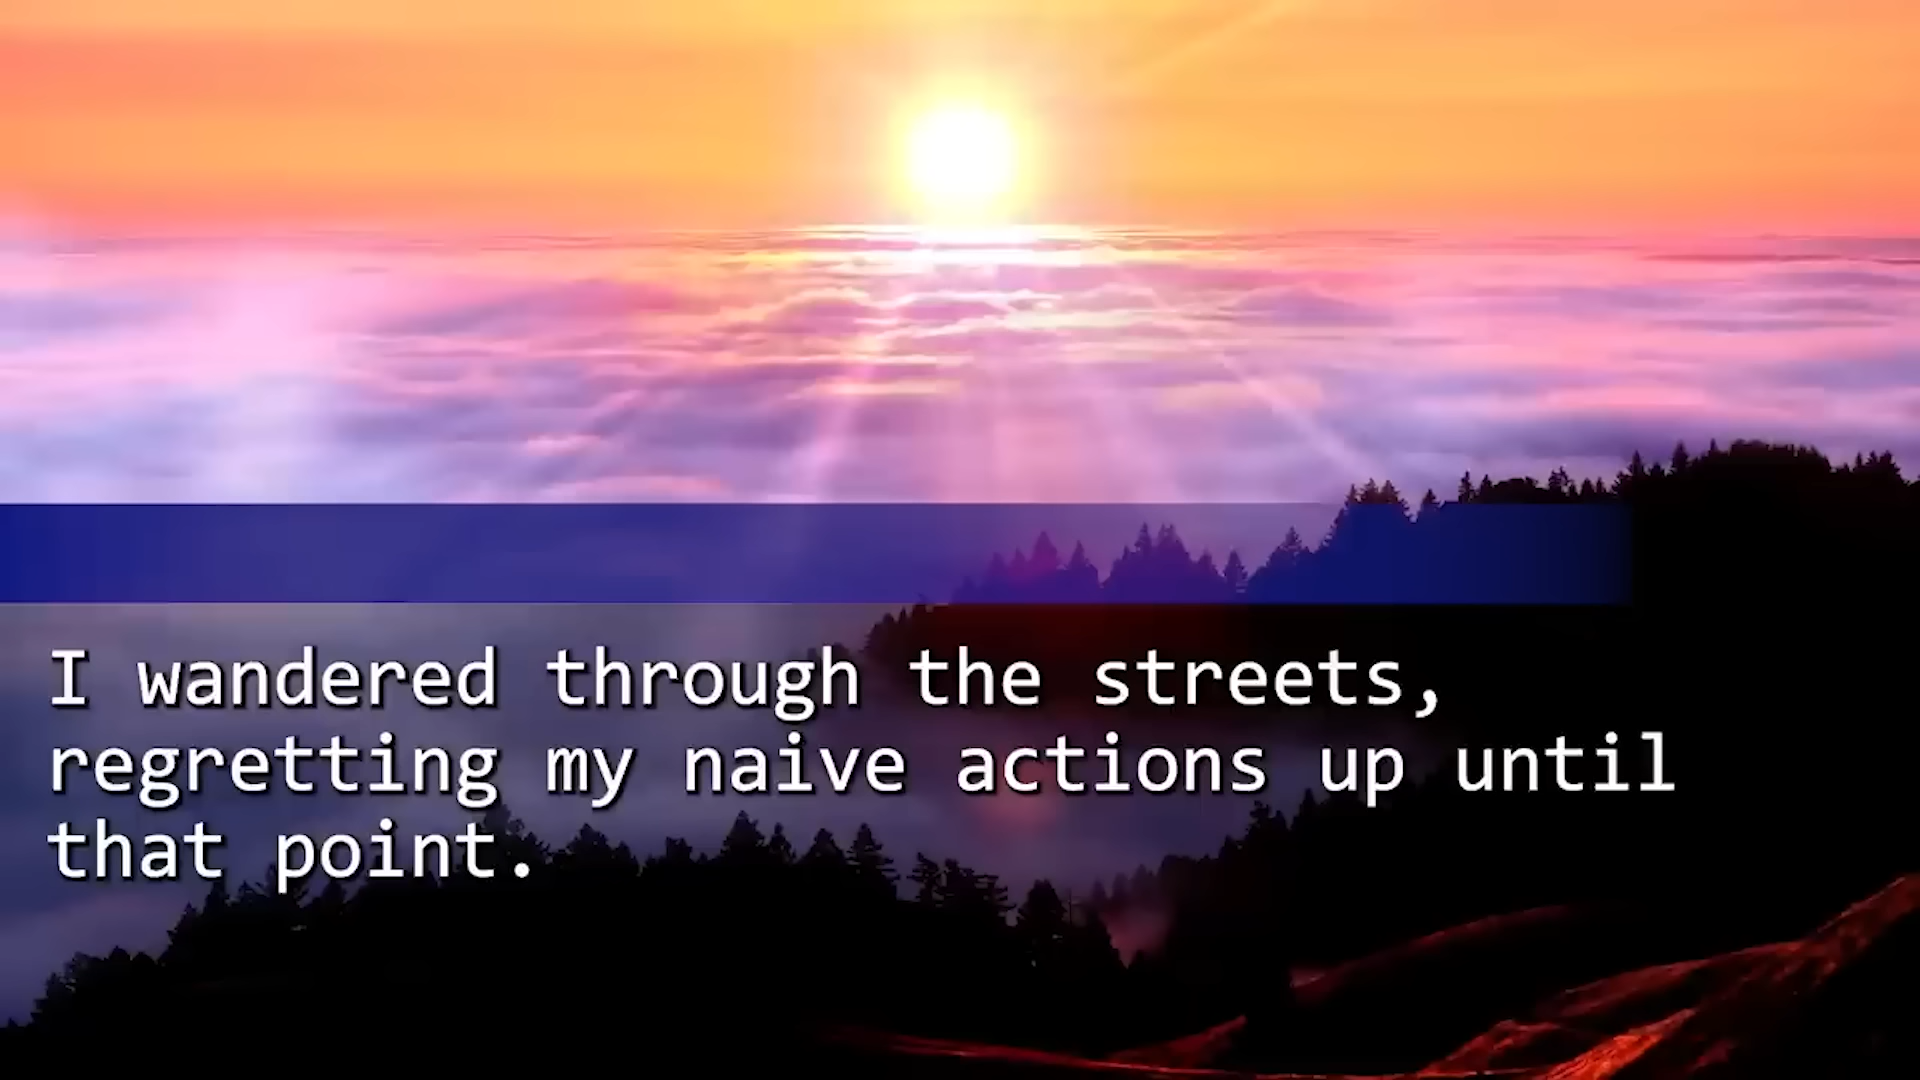 I wandered through the streets,
regretting my naive actions up until
that point.